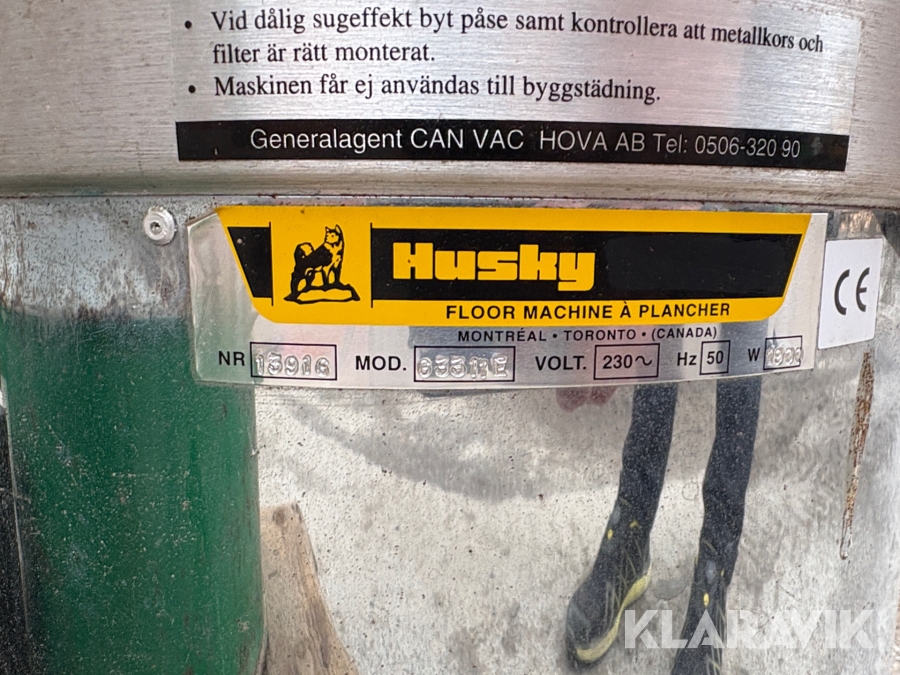 • Vid dålig sugeffekt byt påse samt kontrollera att metallkors och
filter är rätt monterat.
• Maskinen får ej användas till byggstädning.
Generalagent CAN VAC HOVA AB Tel: 0506-320 90
Husky
FLOOR MACHINE À PLANCHER
MONTRÉAL • TORONTO • (CANADA)
NR 15916 MOD. VOLT. 230~ Hz 50 W
CE
KLARAVIK